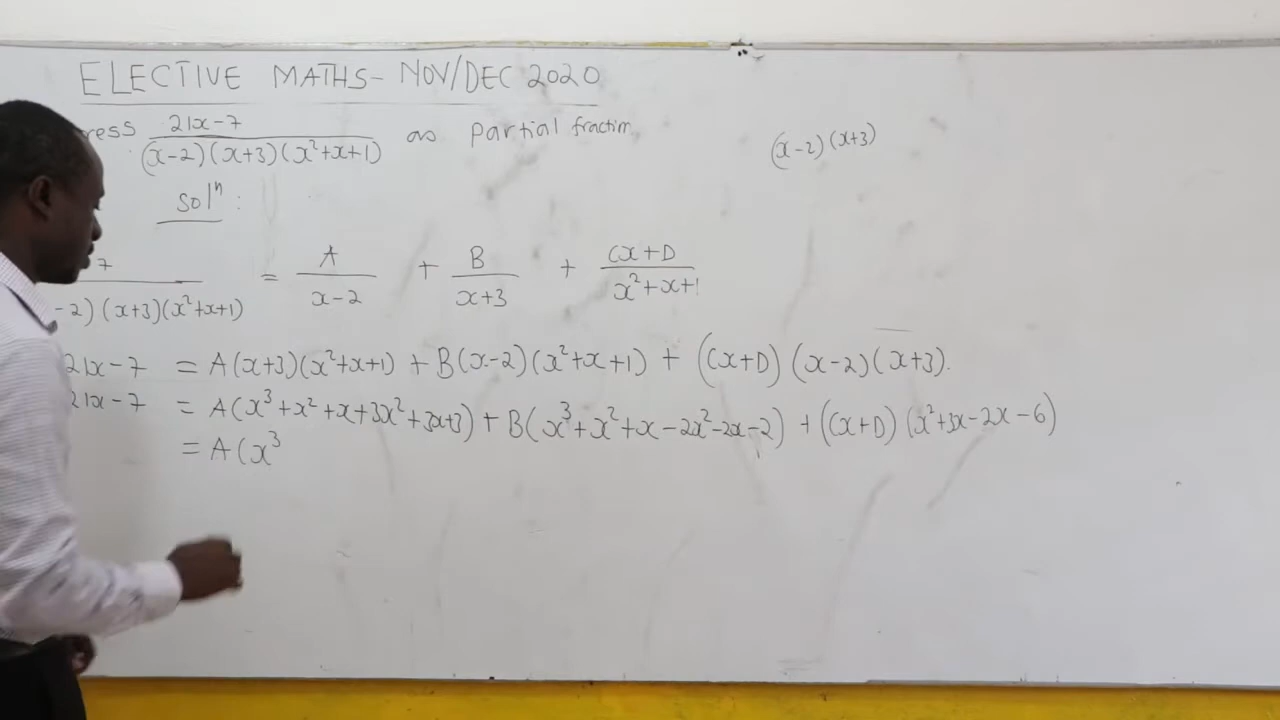 ELECTIVE MATHS - NOV/DEC 2020
ress 21x-7 / (x-2)(x+3)(x²+x+1) as partial fraction
(x-2)(x+3)
solⁿ :
7 / -2)(x+3)(x²+x+1) = A / x-2 + B / x+3 + Cx+D / x²+x+1
21x-7 = A(x+3)(x²+x+1) + B(x-2)(x²+x+1) + (Cx+D)(x-2)(x+3).
21x-7 = A(x³+x²+x+3x²+3x+3) + B(x³+x²+x-2x²-2x-2) + (Cx+D)(x²+3x-2x-6)
= A(x³